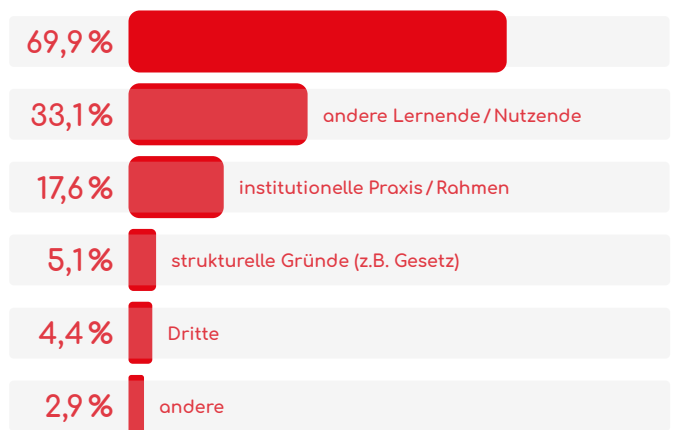 69,9 %
33,1 % andere Lernende / Nutzende
17,6 % institutionelle Praxis / Rahmen
5,1 % strukturelle Gründe (z.B. Gesetz)
4,4 % Dritte
2,9 % andere